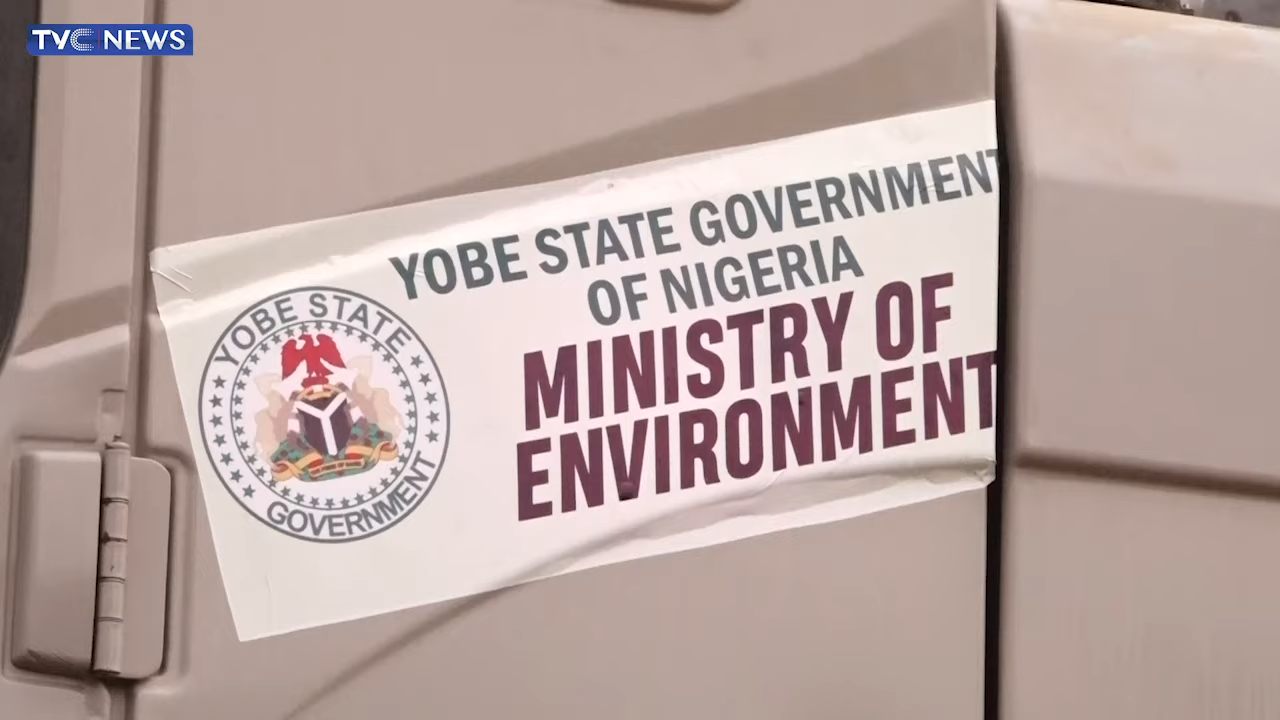 TVC NEWS
YOBE STATE GOVERNMENT
OF NIGERIA
MINISTRY OF
ENVIRONMENT
YOBE STATE
GOVERNMENT